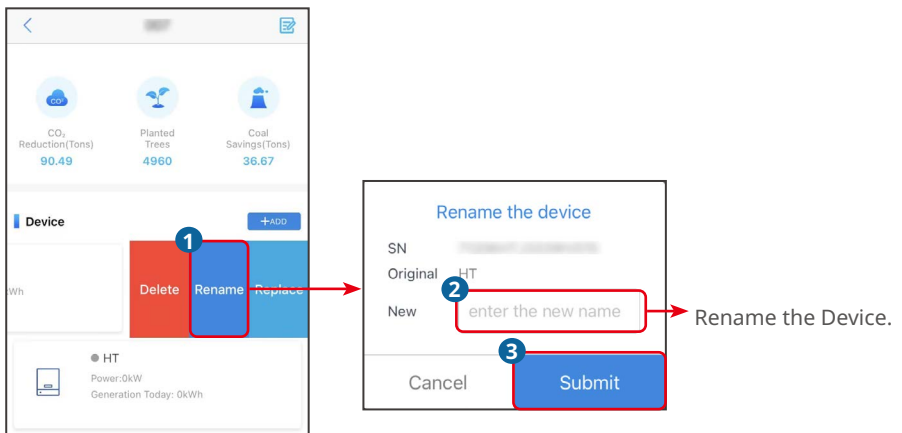 CO₂
CO₂
Reduction(Tons)
90.49
Planted
Trees
4960
Coal
Savings(Tons)
36.67
Device
+ADD
1
Wh
Delete
Rename
Replace
HT
Power:0kW
Generation Today: 0kWh
Rename the device
SN
Original HT
2
New enter the new name
Rename the Device.
3
Cancel Submit